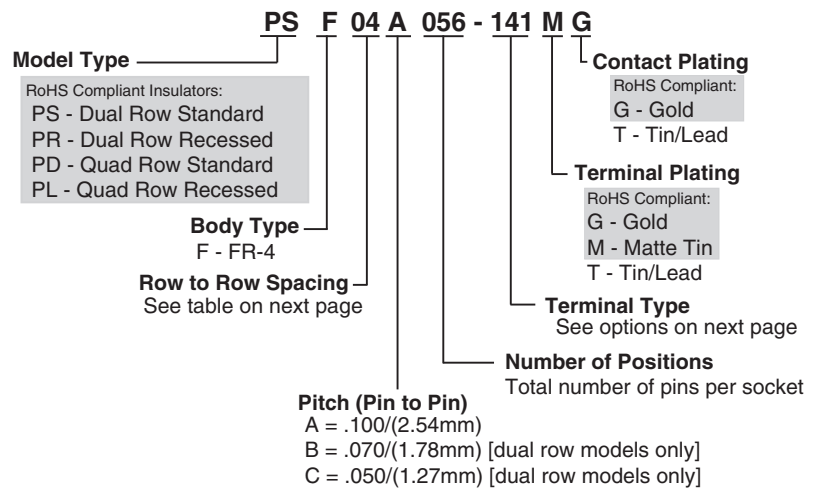 PS F 04 A 056 - 141 M G
Model Type
RoHS Compliant Insulators:
PS - Dual Row Standard
PR - Dual Row Recessed
PD - Quad Row Standard
PL - Quad Row Recessed
Body Type
F - FR-4
Row to Row Spacing
See table on next page
Pitch (Pin to Pin)
A = .100/(2.54mm)
B = .070/(1.78mm) [dual row models only]
C = .050/(1.27mm) [dual row models only]
Contact Plating
RoHS Compliant:
G - Gold
T - Tin/Lead
Terminal Plating
RoHS Compliant:
G - Gold
M - Matte Tin
T - Tin/Lead
Terminal Type
See options on next page
Number of Positions
Total number of pins per socket